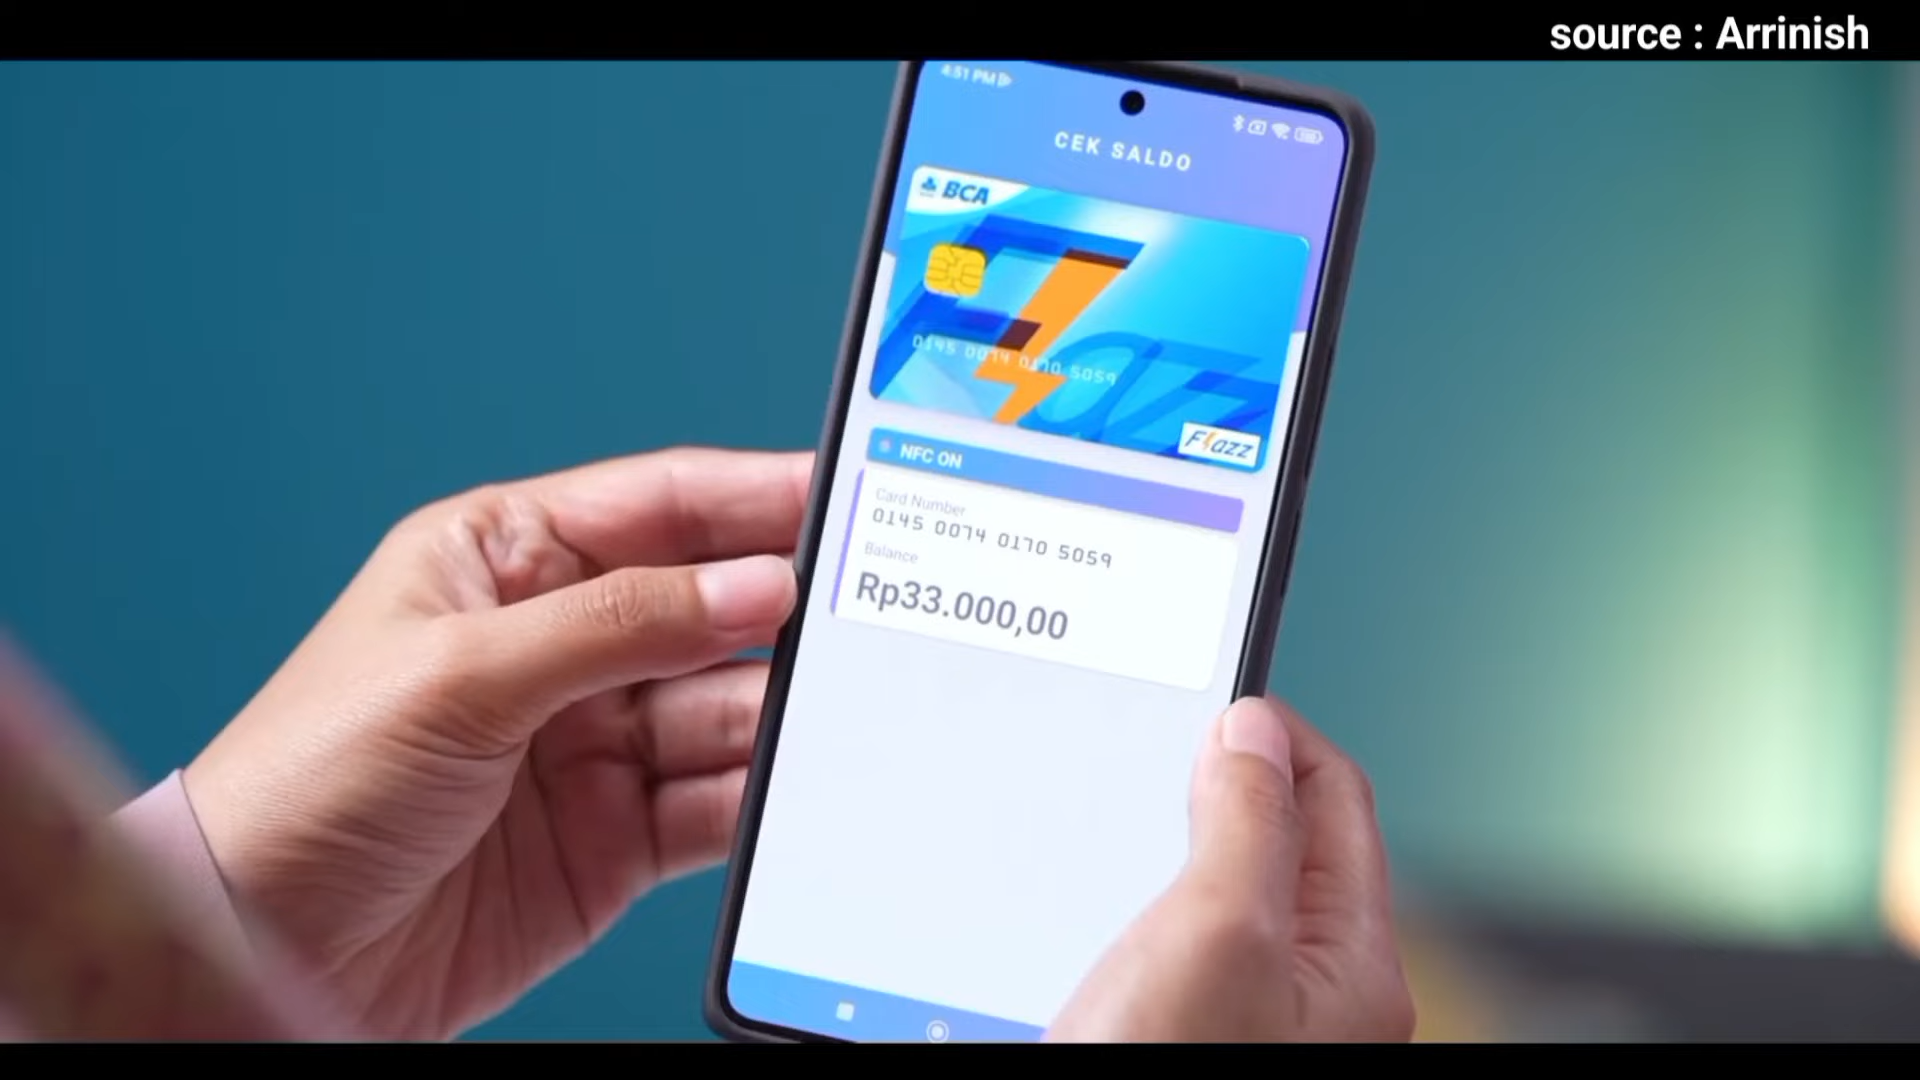 source : Arrinish
4:51 PM
CEK SALDO
BCA
0145 0074 0170 5059
Flazz
NFC ON
Card Number
0145 0074 0170 5059
Balance
Rp33.000,00